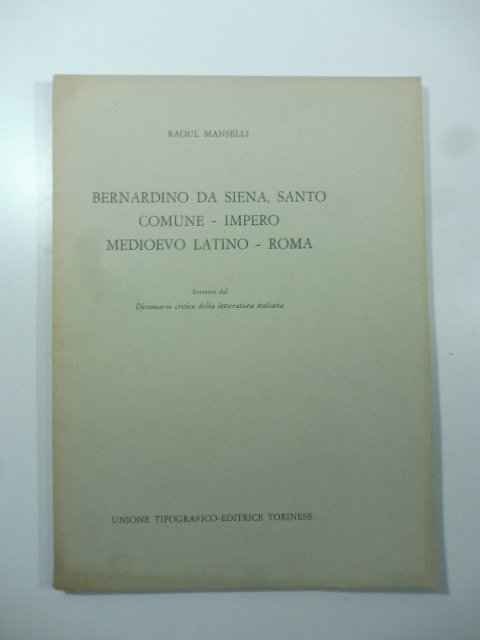 RAOUL MANSELLI
BERNARDINO DA SIENA, SANTO
COMUNE - IMPERO
MEDIOEVO LATINO - ROMA
Estratto dal
Dizionario critico della letteratura italiana
UNIONE TIPOGRAFICO-EDITRICE TORINESE